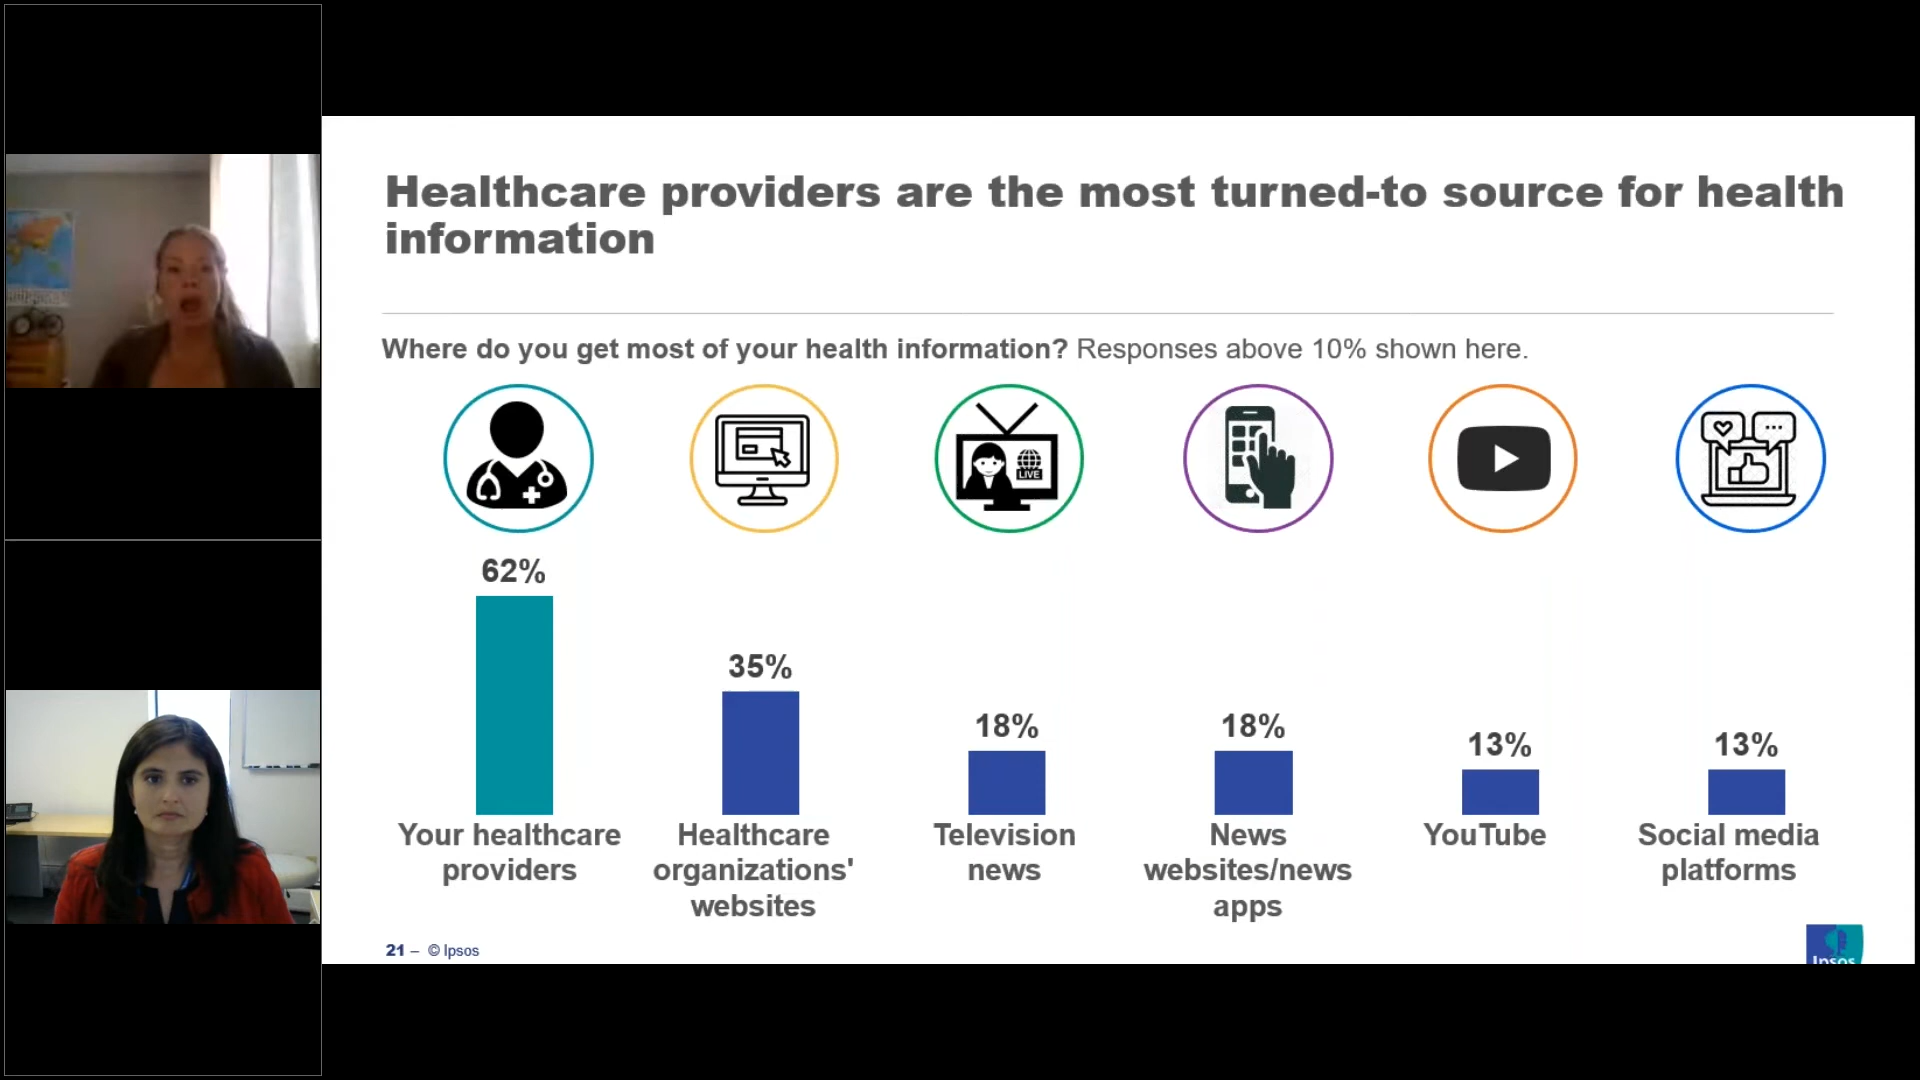 Healthcare providers are the most turned-to source for health
information
Where do you get most of your health information? Responses above 10% shown here.
LIVE
62%
35%
18%
18%
13%
13%
Your healthcare
providers
Healthcare
organizations'
websites
Television
news
News
websites/news
apps
YouTube
Social media
platforms
21 – © Ipsos
Ipsos